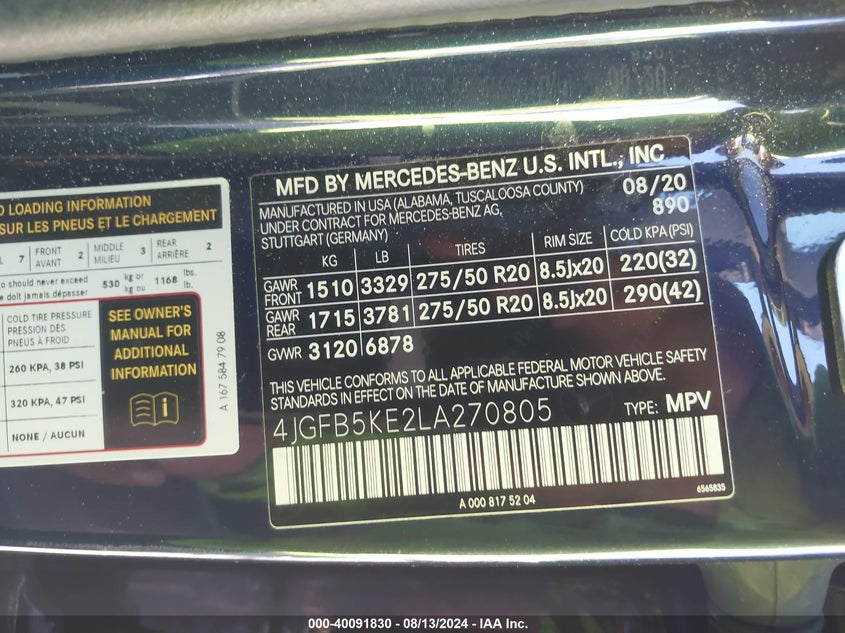 O LOADING INFORMATION
SUR LES PNEUS ET LE CHARGEMENT
L 7 FRONT AVANT 2 MIDDLE MILIEU 3 REAR ARRIÈRE 2
to should never exceed
e doit jamais dépasser 530 kg or ou kg 1168 lbs. lb.
COLD TIRE PRESSURE
PRESSION DES
PNEUS À FROID
260 KPA, 38 PSI
320 KPA, 47 PSI
NONE / AUCUN
SEE OWNER'S
MANUAL FOR
ADDITIONAL
INFORMATION
A 167 584 79 08
MFD BY MERCEDES-BENZ U.S. INTL., INC
MANUFACTURED IN USA (ALABAMA, TUSCALOOSA COUNTY) 08/20
UNDER CONTRACT FOR MERCEDES-BENZ AG, 890
STUTTGART (GERMANY)
KG LB TIRES RIM SIZE COLD KPA (PSI)
GAWR FRONT 1510 3329 275/50 R20 8.5Jx20 220(32)
GAWR REAR 1715 3781 275/50 R20 8.5Jx20 290(42)
GVWR 3120 6878
THIS VEHICLE CONFORMS TO ALL APPLICABLE FEDERAL MOTOR VEHICLE SAFETY
STANDARDS IN EFFECT ON THE DATE OF MANUFACTURE SHOWN ABOVE.
4JGFB5KE2LA270805 TYPE: MPV
A 000 817 52 04
6565835
000-40091830 - 08/13/2024 - IAA Inc.